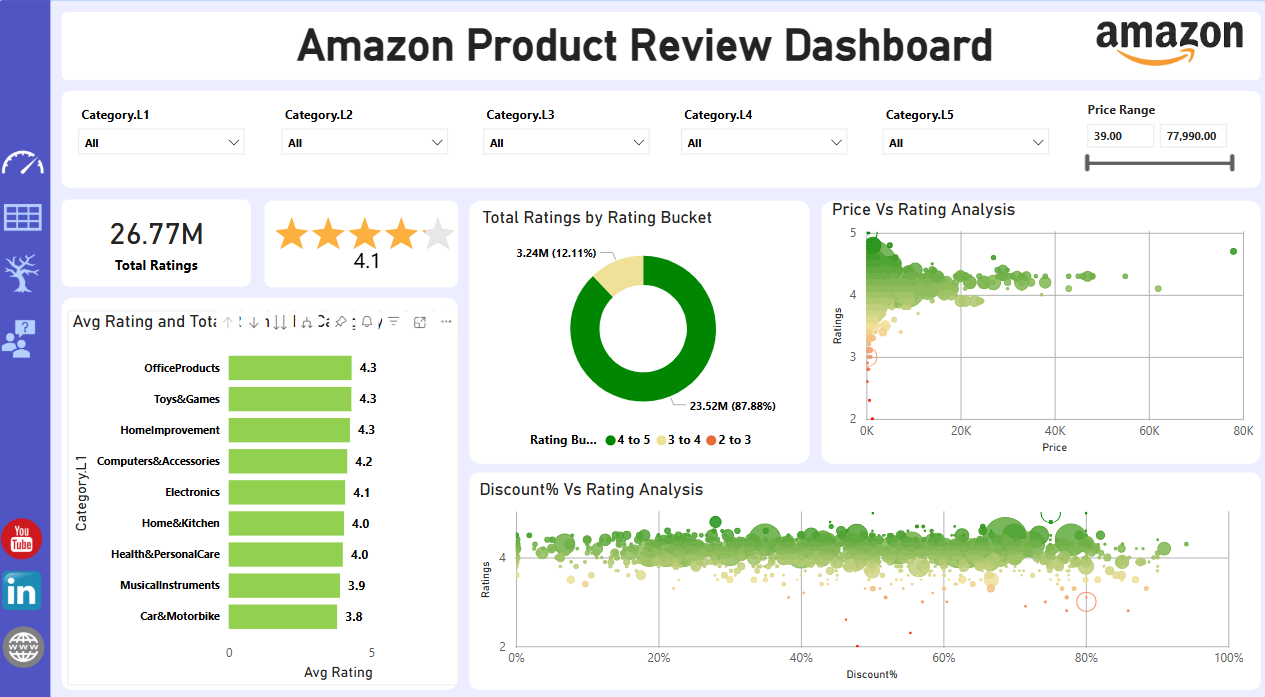 Amazon Product Review Dashboard
amazon
Category.L1
Category.L2
Category.L3
Category.L4
Category.L5
Price Range
All
All
All
All
All
39.00
77,990.00
26.77M
Total Ratings
4.1
Total Ratings by Rating Bucket
3.24M (12.11%)
23.52M (87.88%)
Rating Bu...
4 to 5
3 to 4
2 to 3
Price Vs Rating Analysis
Ratings
5
4
3
2
0K
20K
40K
60K
80K
Price
Avg Rating and
Category.L1
OfficeProducts
4.3
Toys&Games
4.3
HomeImprovement
4.3
Computers&Accessories
4.2
Electronics
4.1
Home&Kitchen
4.0
Health&PersonalCare
4.0
MusicalInstruments
3.9
Car&Motorbike
3.8
0
5
Avg Rating
Discount% Vs Rating Analysis
Ratings
4
2
0%
20%
40%
60%
80%
100%
Discount%
?
You
Tube
in
www